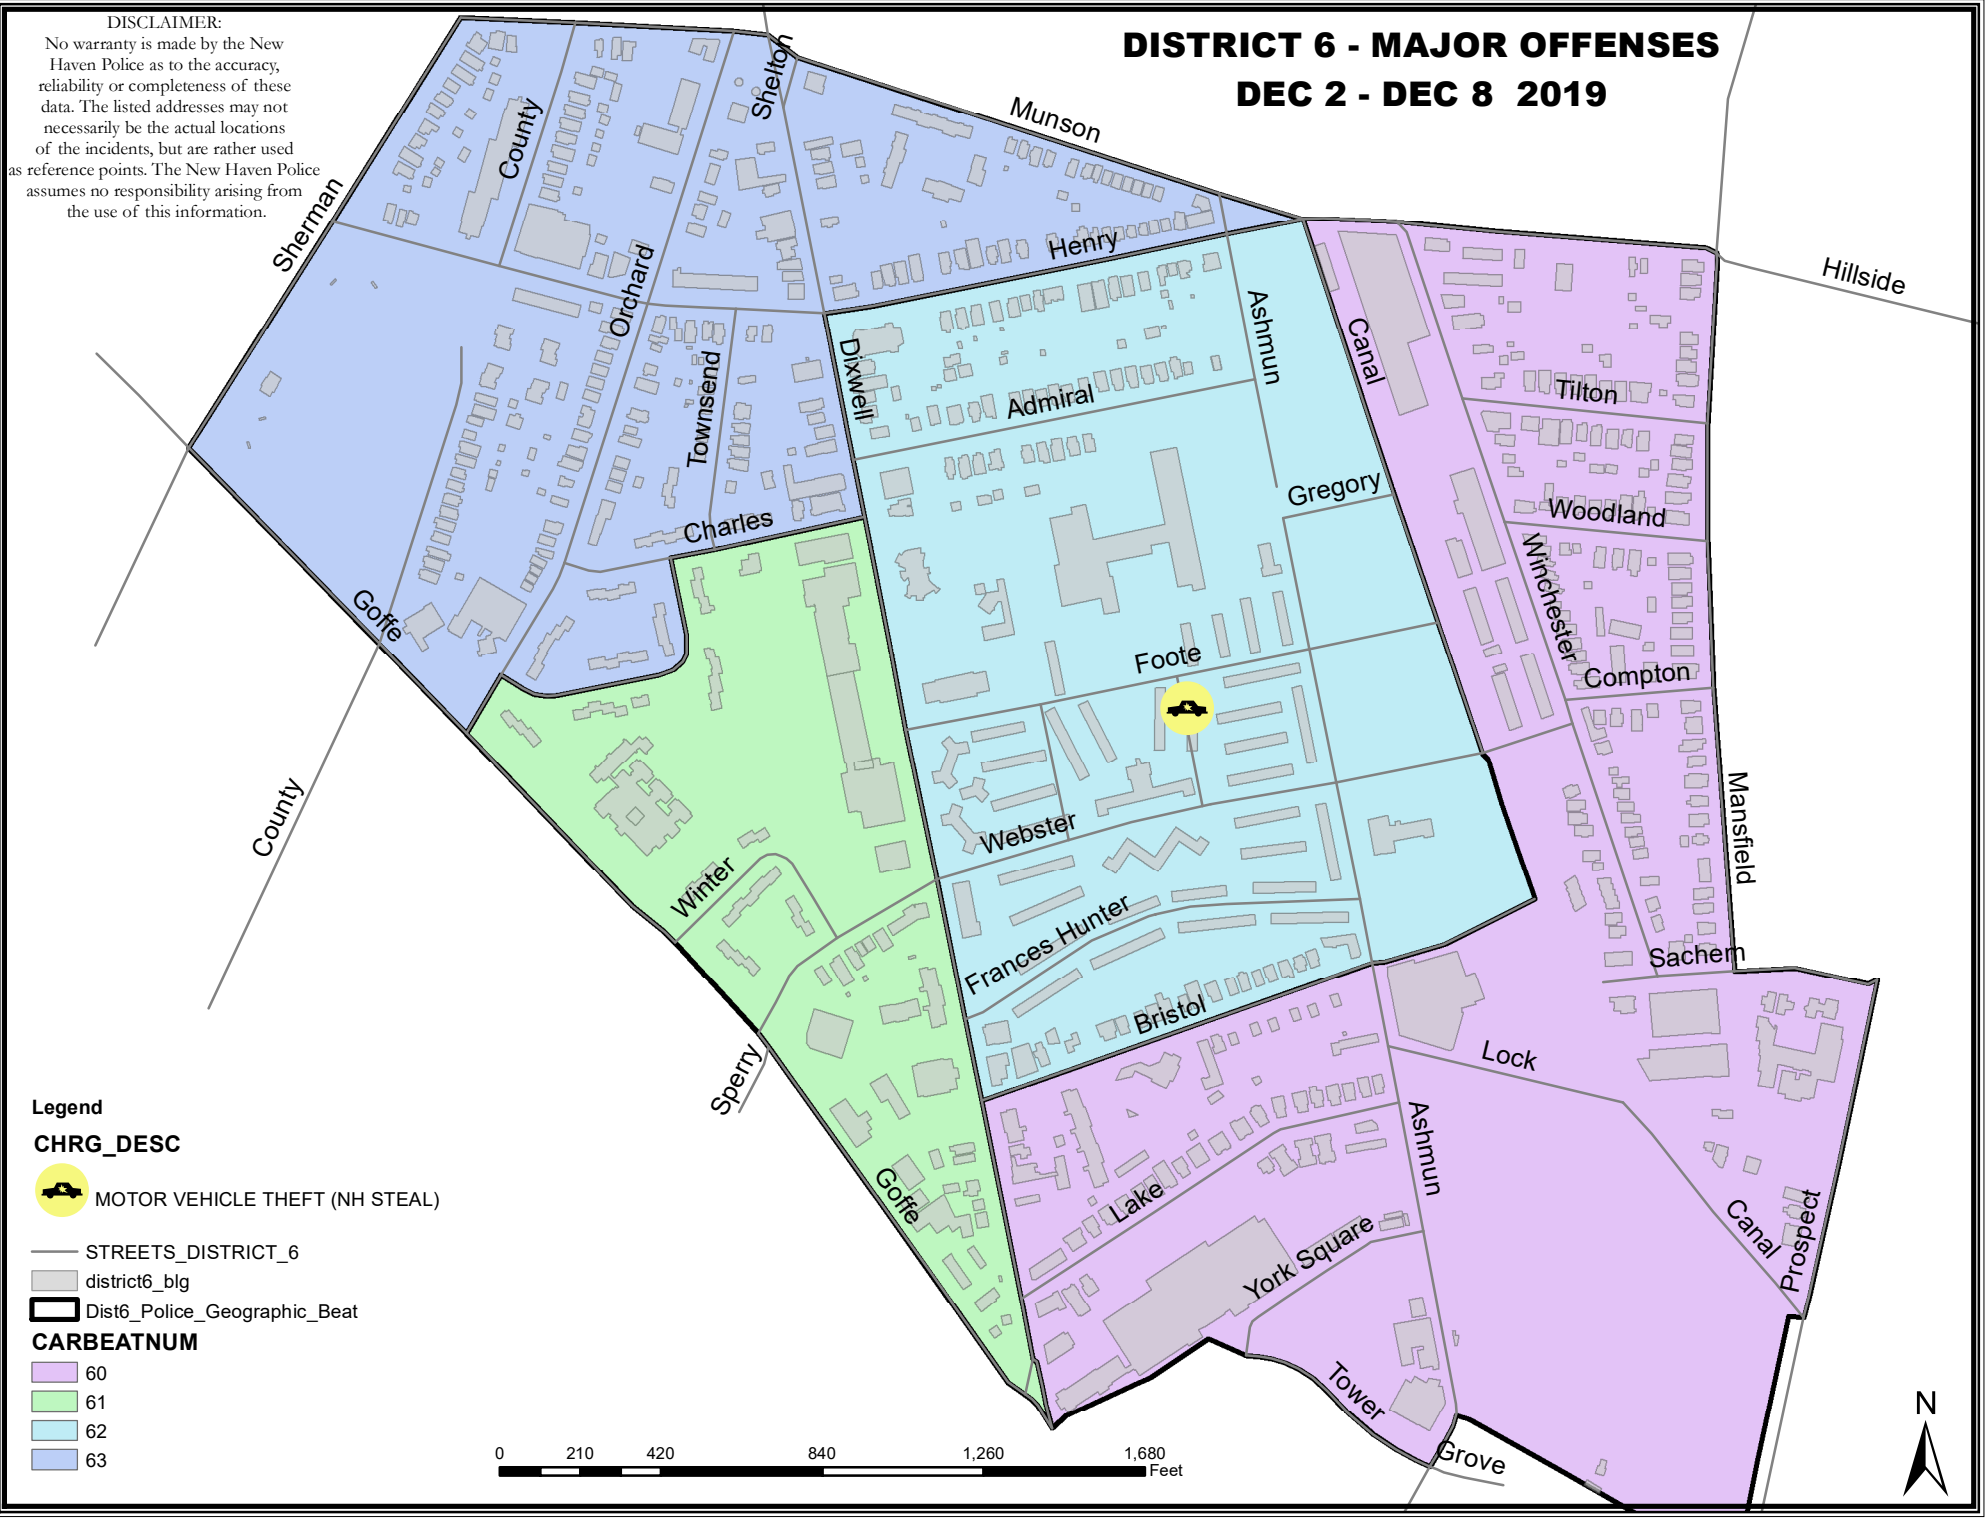 DISCLAIMER:
No warranty is made by the New
Haven Police as to the accuracy,
reliability or completeness of these
data. The listed addresses may not
necessarily be the actual locations
of the incidents, but are rather used
as reference points. The New Haven Police
assumes no responsibility arising from
the use of this information.
DISTRICT 6 - MAJOR OFFENSES
DEC 2 - DEC 8 2019
Shelton
Munson
County
Sherman
Henry
Hillside
Orchard
Ashmun
Canal
Dixwell
Townsend
Admiral
Tilton
Gregory
Woodland
Charles
Winchester
Goffe
Foote
Compton
County
Webster
Mansfield
Winter
Frances Hunter
Sachem
Bristol
Sperry
Lock
Ashmun
Goffe
Lake
York Square
Canal
Prospect
Tower
Grove
Legend
CHRG_DESC
MOTOR VEHICLE THEFT (NH STEAL)
STREETS_DISTRICT_6
district6_blg
Dist6_Police_Geographic_Beat
CARBEATNUM
60
61
62
63
0 210 420 840 1,260 1,680
Feet
N